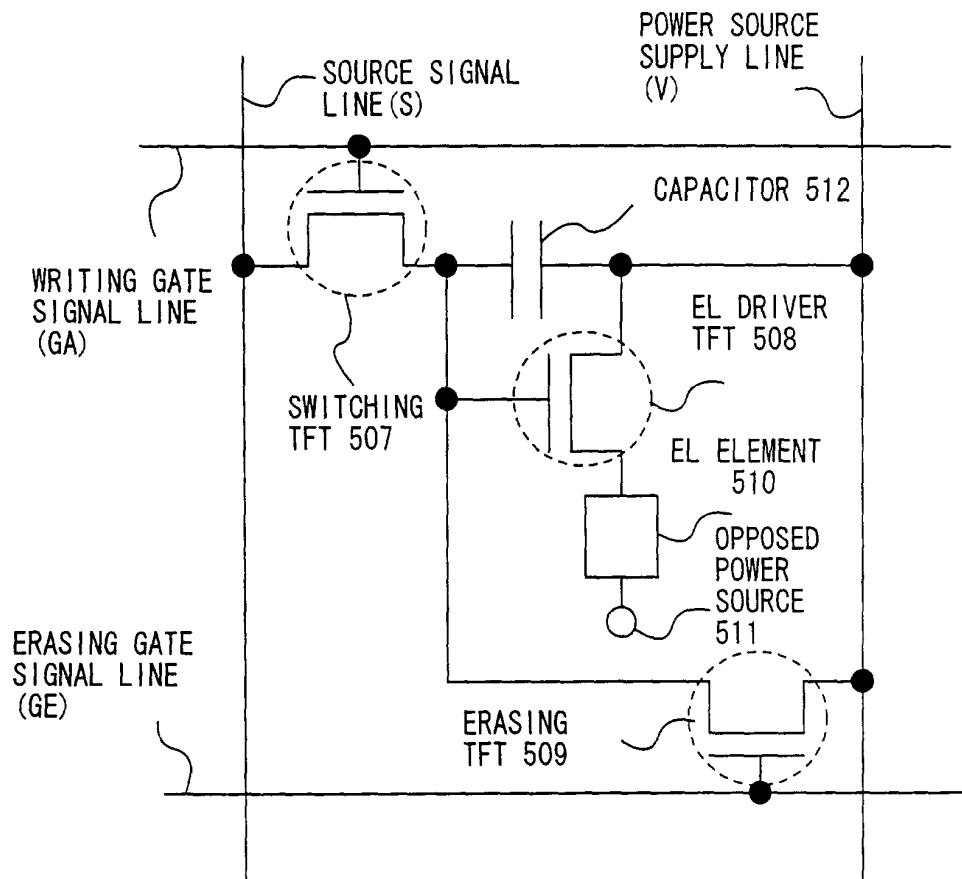 POWER SOURCE
SUPPLY LINE
(V)
SOURCE SIGNAL
LINE(S)
CAPACITOR 512
WRITING GATE
SIGNAL LINE
(GA)
EL DRIVER
TFT 508
SWITCHING
TFT 507
EL ELEMENT
510
OPPOSED
POWER
SOURCE
511
ERASING GATE
SIGNAL LINE
(GE)
ERASING
TFT 509